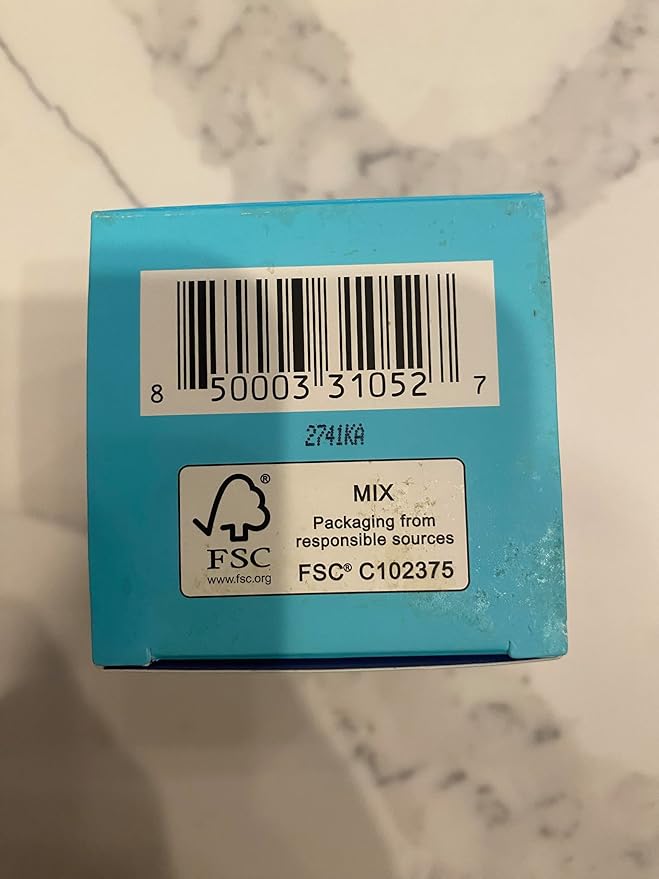 8 50003 31052 7
2741KA
®
FSC
www.fsc.org
MIX
Packaging from
responsible sources
FSC® C102375